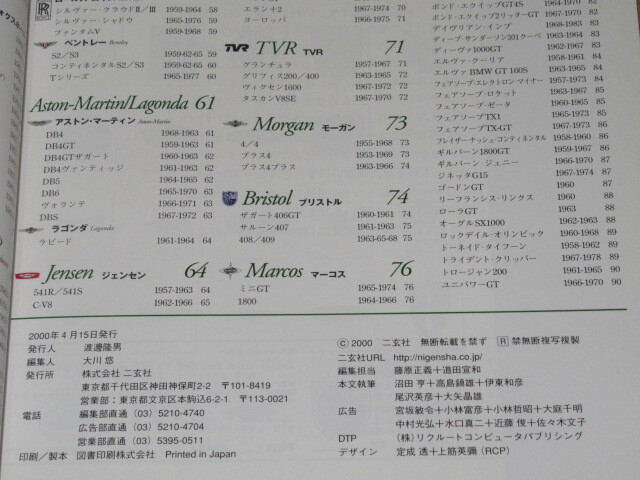 シルヴァー・クラウドII／III 1959-1964 58
シルヴァー・シャドウ 1965-1976 59
ファンタムV 1959-1968 59
ベントレー Bentley
S2／S3 1959-62-65 59
コンティネンタルS2／S3 1959-62-65 60
Tシリーズ 1965-1977 60
Aston-Martin/Lagonda 61
アストン・マーティン Aston-Martin
DB4 1968-1963 61
DB4GT 1959-1963 61
DB4GTザガート 1960-1963 62
DB4ヴァンティッジ 1961-1963 62
DB5 1964-1965 62
DB6 1965-1970 63
ヴォランテ 1966-1971 63
DBS 1967-1972 63
ラゴンダ Lagonda
ラピード 1961-1964 64
Jensen ジェンセン 64
541R／541S 1957-1963 64
C-V8 1962-1966 65
エラン＋2 1967-1974 70
ヨーロッパ 1966-1975 71
TVR TVR 71
グランチュラ 1957-1967 71
グリフィス200／400 1963-1965 72
ヴィクセン1600 1967-1972 72
タスカンV8SE 1967-1970 72
Morgan モーガン 73
4／4 1955-1968 73
プラス4 1953-1969 73
プラス4プラス 1963-1966 74
Bristol ブリストル 74
ザガート406GT 1960-1961 74
サルーン407 1961-1963 75
408／409 1963-65-68 75
Marcos マーコス 76
ミニGT 1965-1974 76
1800 1964-1966 76
ボンド・エクイップGT4S
ボンド・エクイップ2リッターGT 1967-1970 82
デイヴリアン・インプ 1968-1970 83
ディープ・サンダーソン301クーペ 1963-1964 83
ディーヴァ1000GT 1962-1967 83
エルヴァ・クーリア 1958-1965 84
エルヴァ BMW GT 160S 1963-1965 84
フェアソープ・エレクトロン・マイナー 1957-1973 84
フェアソープ・ロケット 1963-1967 85
フェアソープ・ゼータ 1960-1965 85
フェアソープTX1 1965-1973 85
フェアソープTX-GT 1967-1973 86
フレイザーナッシュ・コンティネンタル 1958-1960 86
ギルバーン1800GT 1959-1967 86
ギルバーン・ジェニー 1966-1970 87
ジネッタG15 1967-1974 87
ゴードンGT 1960 87
リーフランシス・リンクス 1960 88
ローラGT 1963 88
オーグルSX1000 1962-1963 88
ロックデイル・オリンピック 1960-1968 89
トーネイド・タイフーン 1958-1962 89
トライデント・クリッパー 1967-1978 89
トロージャン200 1961-1965 90
ユニパワーGT 1966-1970 90
2000年4月15日発行
発行人 渡邊隆男
編集人 大川 悠
発行所 株式会社 二玄社
東京都千代田区神田神保町2-2 〒101-8419
営業部：東京都文京区本駒込6-2-1 〒113-0021
電話 編集部直通（03）5210-4740
広告部直通（03）5210-4704
営業部直通（03）5395-0511
印刷／製本 図書印刷株式会社 Printed in Japan
© 2000 二玄社 無断転載を禁ず R 禁無断複写複製
二玄社URL http://nigensha.co.jp/
編集担当 藤原正義＋道田宣和
本文執筆 沼田 亨＋高島鎮雄＋伊東和彦
尾沢英彦＋大矢晶雄
広告 宮坂敏令＋小林富彦＋小林哲昭＋大庭千明
中村光弘＋水口真二＋近藤 俊＋佐々木文子
DTP （株）リクルートコンピュータパブリシング
デザイン 定成 透＋上筋英彌（RCP）